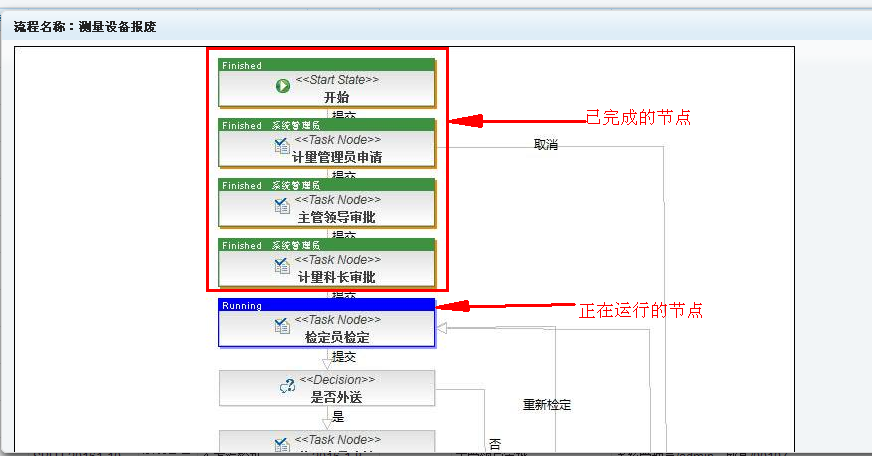 流程名称：测量设备报废
Finished
<<Start State>>
开始
提交
Finished 系统管理员
<<Task Node>>
计量管理员申请
提交
Finished 系统管理员
<<Task Node>>
主管领导审批
提交
Finished 系统管理员
<<Task Node>>
计量科长审批
提交
Running
<<Task Node>>
检定员检定
提交
<<Decision>>
是否外送
是
<<Task Node>>
已完成的节点
取消
正在运行的节点
重新检定
否